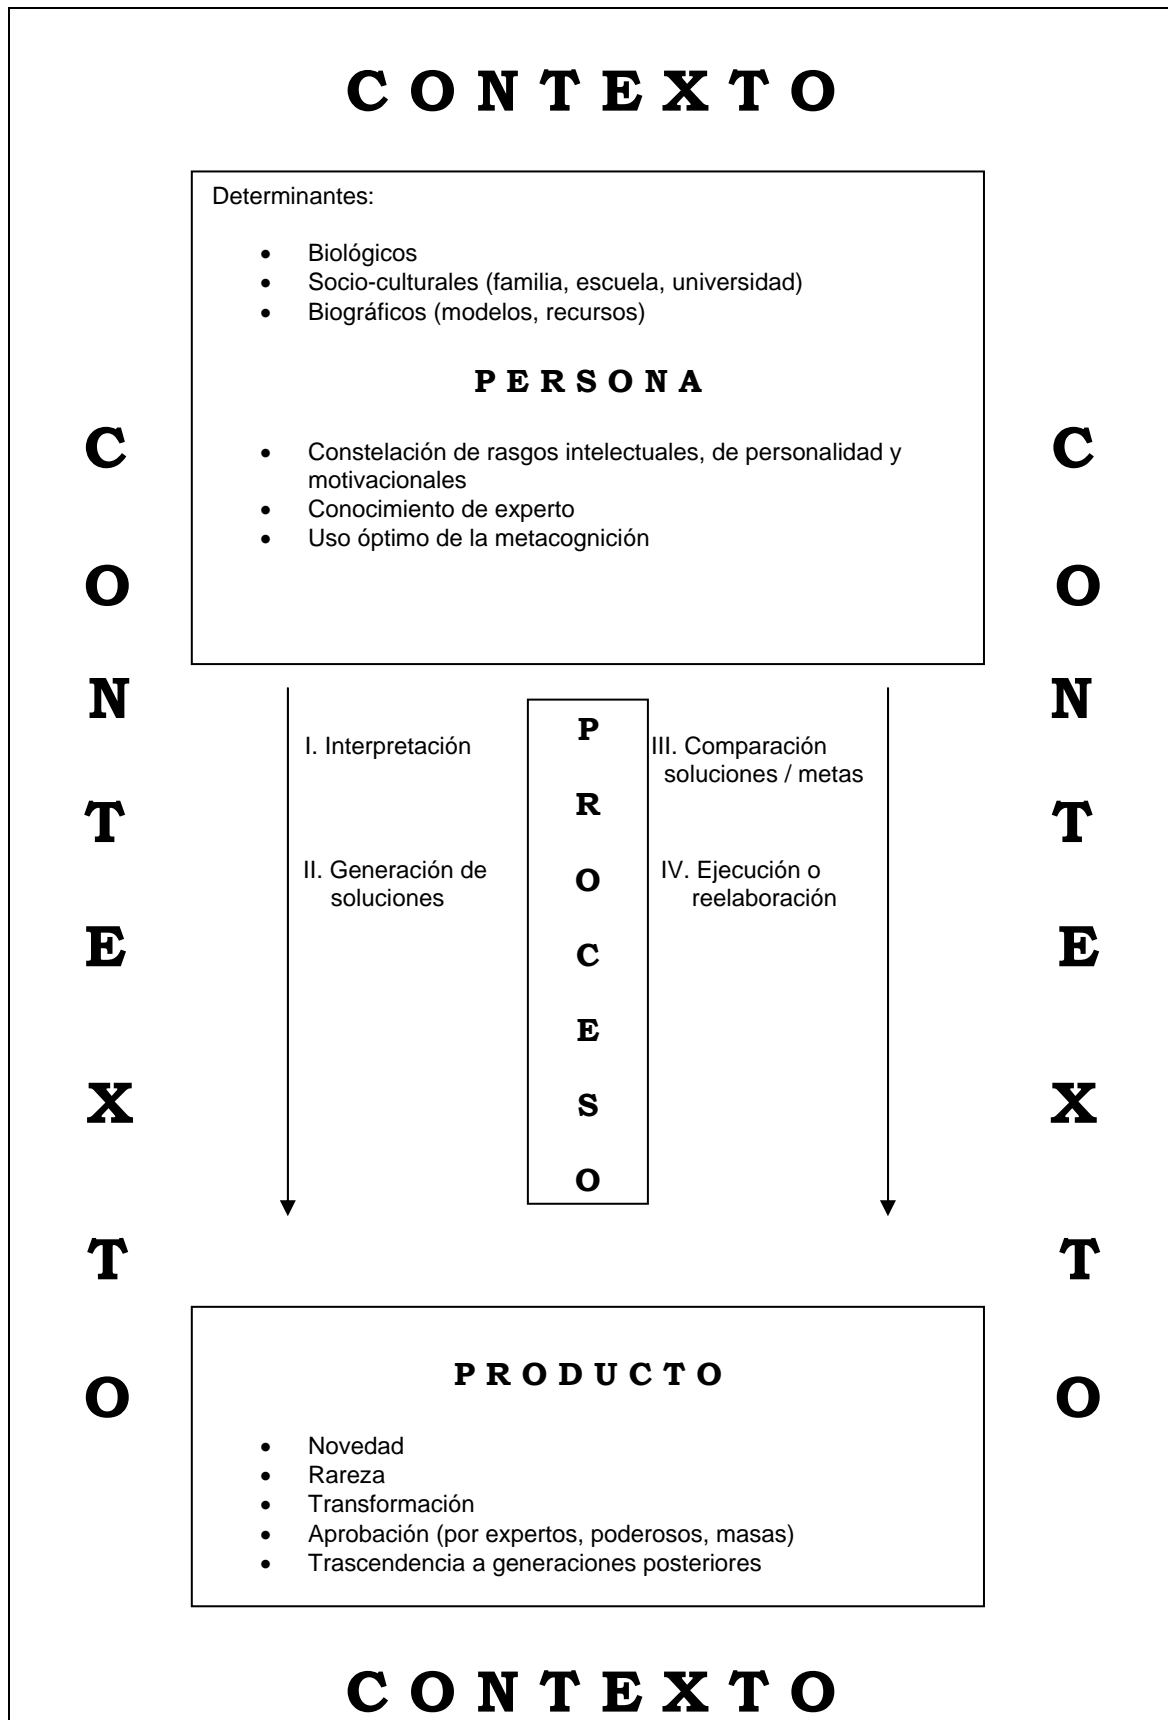 C O N T E X T O
Determinantes:
• Biológicos
• Socio-culturales (familia, escuela, universidad)
• Biográficos (modelos, recursos)
P E R S O N A
• Constelación de rasgos intelectuales, de personalidad y
motivacionales
• Conocimiento de experto
• Uso óptimo de la metacognición
C
O
N
T
E
X
T
O
I. Interpretación
II. Generación de
soluciones
P
R
O
C
E
S
O
III. Comparación
soluciones / metas
IV. Ejecución o
reelaboración
C
O
N
T
E
X
T
O
P R O D U C T O
• Novedad
• Rareza
• Transformación
• Aprobación (por expertos, poderosos, masas)
• Trascendencia a generaciones posteriores
C O N T E X T O